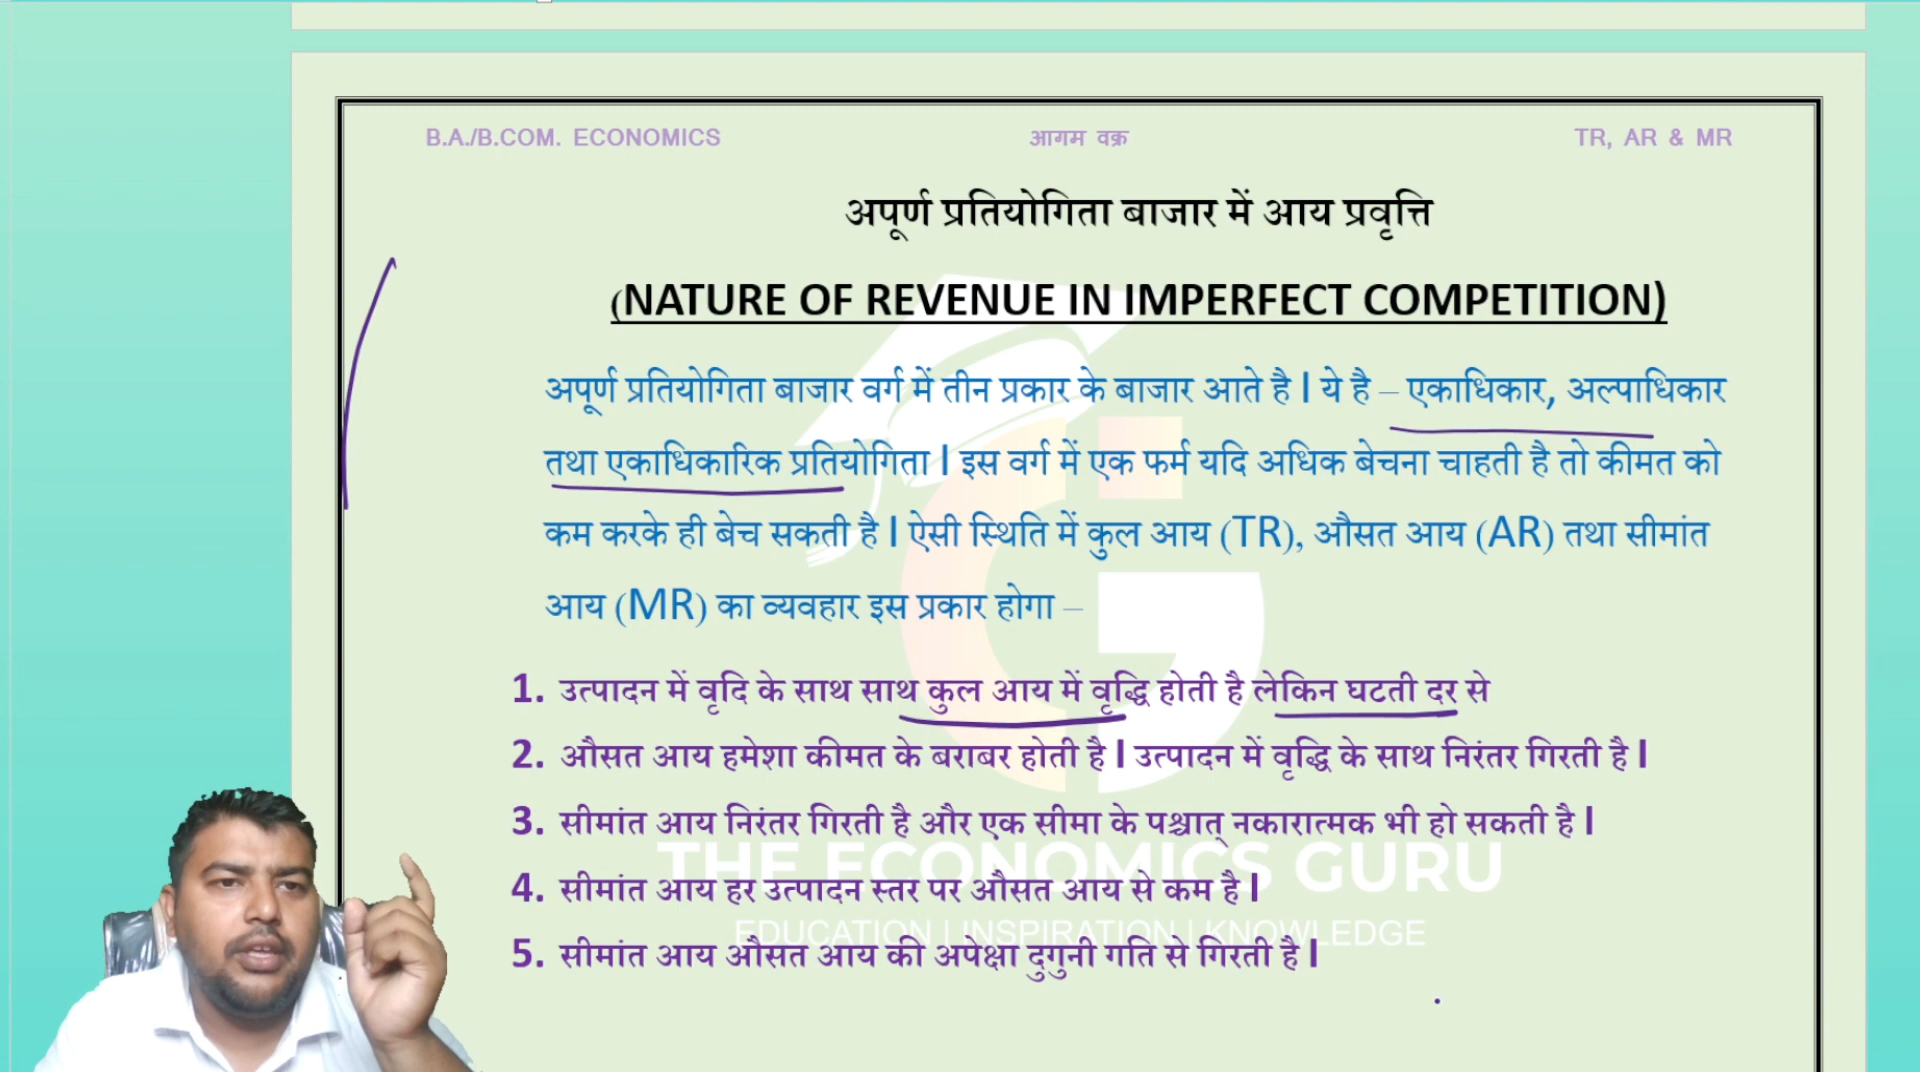 B.A./B.COM. ECONOMICS आगम वक्र TR, AR & MR
अपूर्ण प्रतियोगिता बाजार में आय प्रवृत्ति
(NATURE OF REVENUE IN IMPERFECT COMPETITION)
अपूर्ण प्रतियोगिता बाजार वर्ग में तीन प्रकार के बाजार आते है l ये है – एकाधिकार, अल्पाधिकार
तथा एकाधिकारिक प्रतियोगिता l इस वर्ग में एक फर्म यदि अधिक बेचना चाहती है तो कीमत को
कम करके ही बेच सकती है l ऐसी स्थिति में कुल आय (TR), औसत आय (AR) तथा सीमांत
आय (MR) का व्यवहार इस प्रकार होगा –
1. उत्पादन में वृदि के साथ साथ कुल आय में वृद्धि होती है लेकिन घटती दर से
2. औसत आय हमेशा कीमत के बराबर होती है l उत्पादन में वृद्धि के साथ निरंतर गिरती है l
3. सीमांत आय निरंतर गिरती है और एक सीमा के पश्चात् नकारात्मक भी हो सकती है l
THE ECONOMICS GURU
4. सीमांत आय हर उत्पादन स्तर पर औसत आय से कम है l
EDUCATION | INSPIRATION | KNOWLEDGE
5. सीमांत आय औसत आय की अपेक्षा दुगुनी गति से गिरती है l